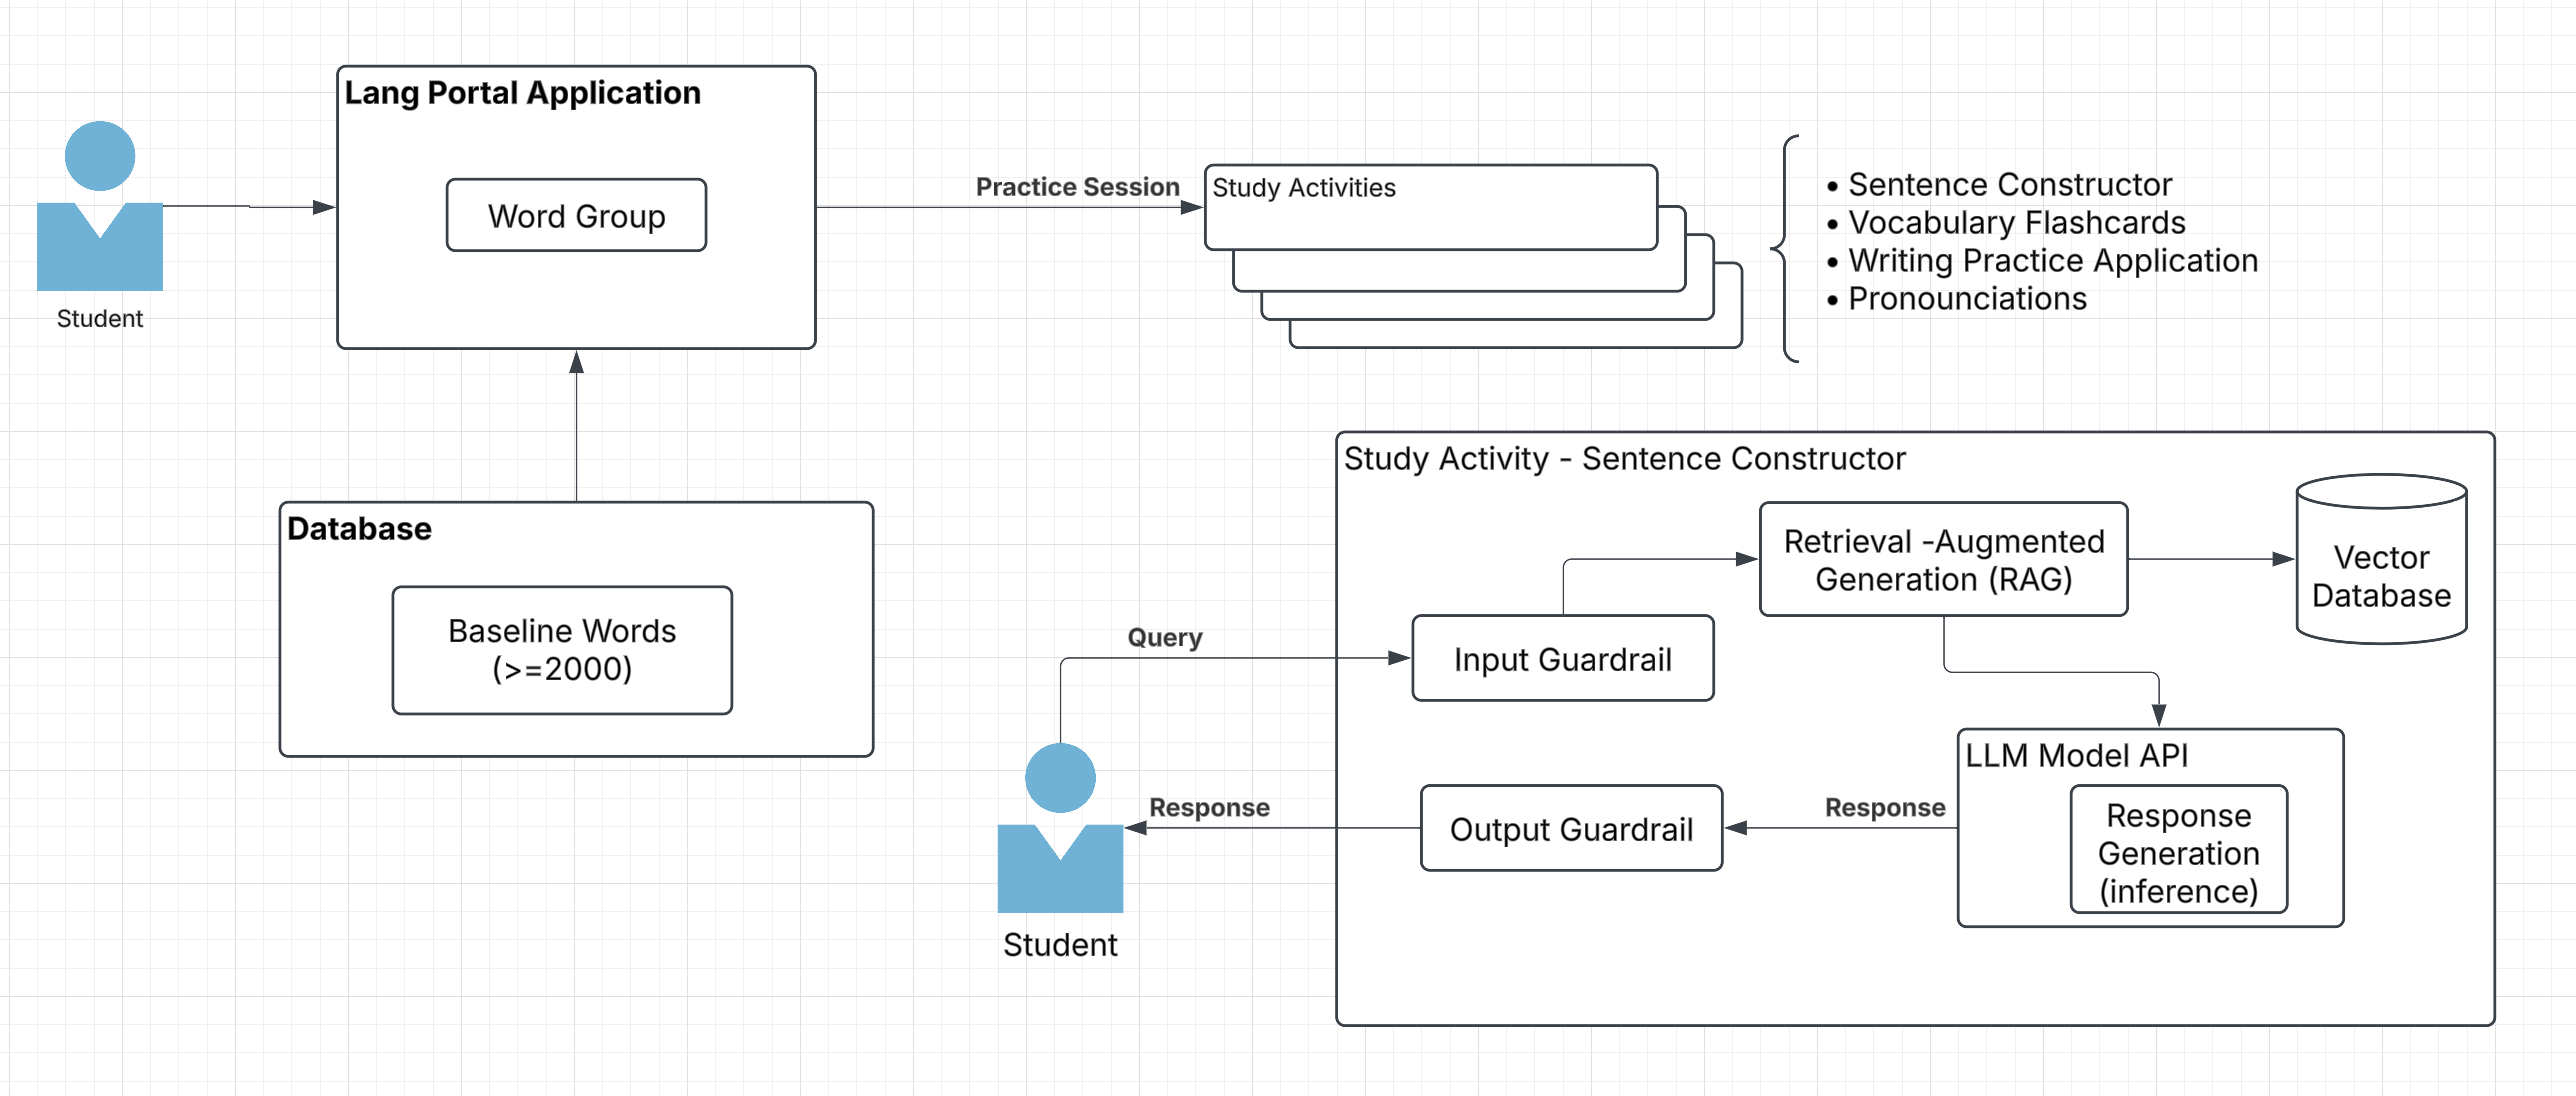 Lang Portal Application
Word Group
Student
Practice Session
Study Activities
• Sentence Constructor
• Vocabulary Flashcards
• Writing Practice Application
• Pronounciations
Database
Baseline Words
(>=2000)
Study Activity - Sentence Constructor
Retrieval -Augmented
Generation (RAG)
Vector
Database
Query
Input Guardrail
LLM Model API
Response
Generation
(inference)
Response
Output Guardrail
Response
Student